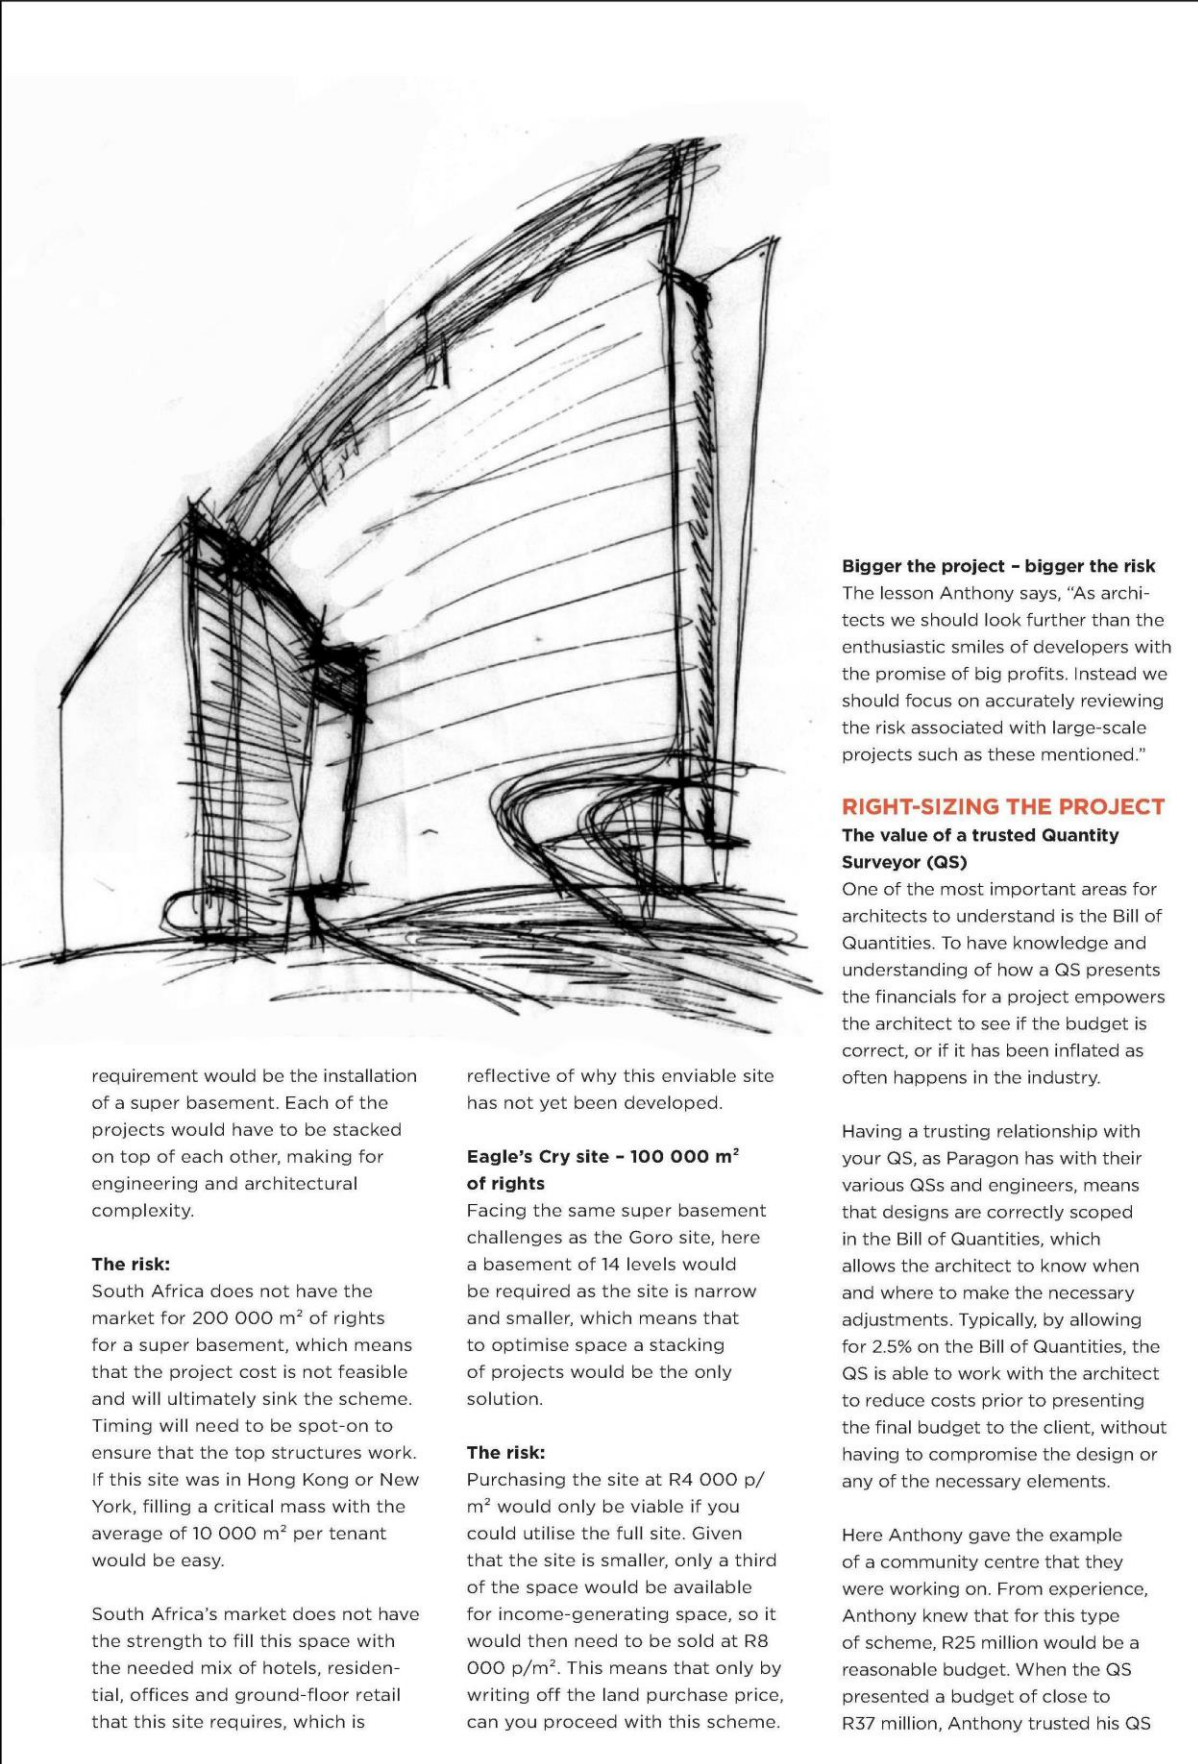 requirement would be the installation
of a super basement. Each of the
projects would have to be stacked
on top of each other, making for
engineering and architectural
complexity.
The risk:
South Africa does not have the
market for 200 000 m² of rights
for a super basement, which means
that the project cost is not feasible
and will ultimately sink the scheme.
Timing will need to be spot-on to
ensure that the top structures work.
If this site was in Hong Kong or New
York, filling a critical mass with the
average of 10 000 m² per tenant
would be easy.
South Africa's market does not have
the strength to fill this space with
the needed mix of hotels, residen-
tial, offices and ground-floor retail
that this site requires, which is
reflective of why this enviable site
has not yet been developed.
Eagle's Cry site – 100 000 m²
of rights
Facing the same super basement
challenges as the Goro site, here
a basement of 14 levels would
be required as the site is narrow
and smaller, which means that
to optimise space a stacking
of projects would be the only
solution.
The risk:
Purchasing the site at R4 000 p/
m² would only be viable if you
could utilise the full site. Given
that the site is smaller, only a third
of the space would be available
for income-generating space, so it
would then need to be sold at R8
000 p/m². This means that only by
writing off the land purchase price,
can you proceed with this scheme.
Bigger the project – bigger the risk
The lesson Anthony says, “As archi-
tects we should look further than the
enthusiastic smiles of developers with
the promise of big profits. Instead we
should focus on accurately reviewing
the risk associated with large-scale
projects such as these mentioned.”
RIGHT-SIZING THE PROJECT
The value of a trusted Quantity
Surveyor (QS)
One of the most important areas for
architects to understand is the Bill of
Quantities. To have knowledge and
understanding of how a QS presents
the financials for a project empowers
the architect to see if the budget is
correct, or if it has been inflated as
often happens in the industry.
Having a trusting relationship with
your QS, as Paragon has with their
various QSs and engineers, means
that designs are correctly scoped
in the Bill of Quantities, which
allows the architect to know when
and where to make the necessary
adjustments. Typically, by allowing
for 2.5% on the Bill of Quantities, the
QS is able to work with the architect
to reduce costs prior to presenting
the final budget to the client, without
having to compromise the design or
any of the necessary elements.
Here Anthony gave the example
of a community centre that they
were working on. From experience,
Anthony knew that for this type
of scheme, R25 million would be a
reasonable budget. When the QS
presented a budget of close to
R37 million, Anthony trusted his QS